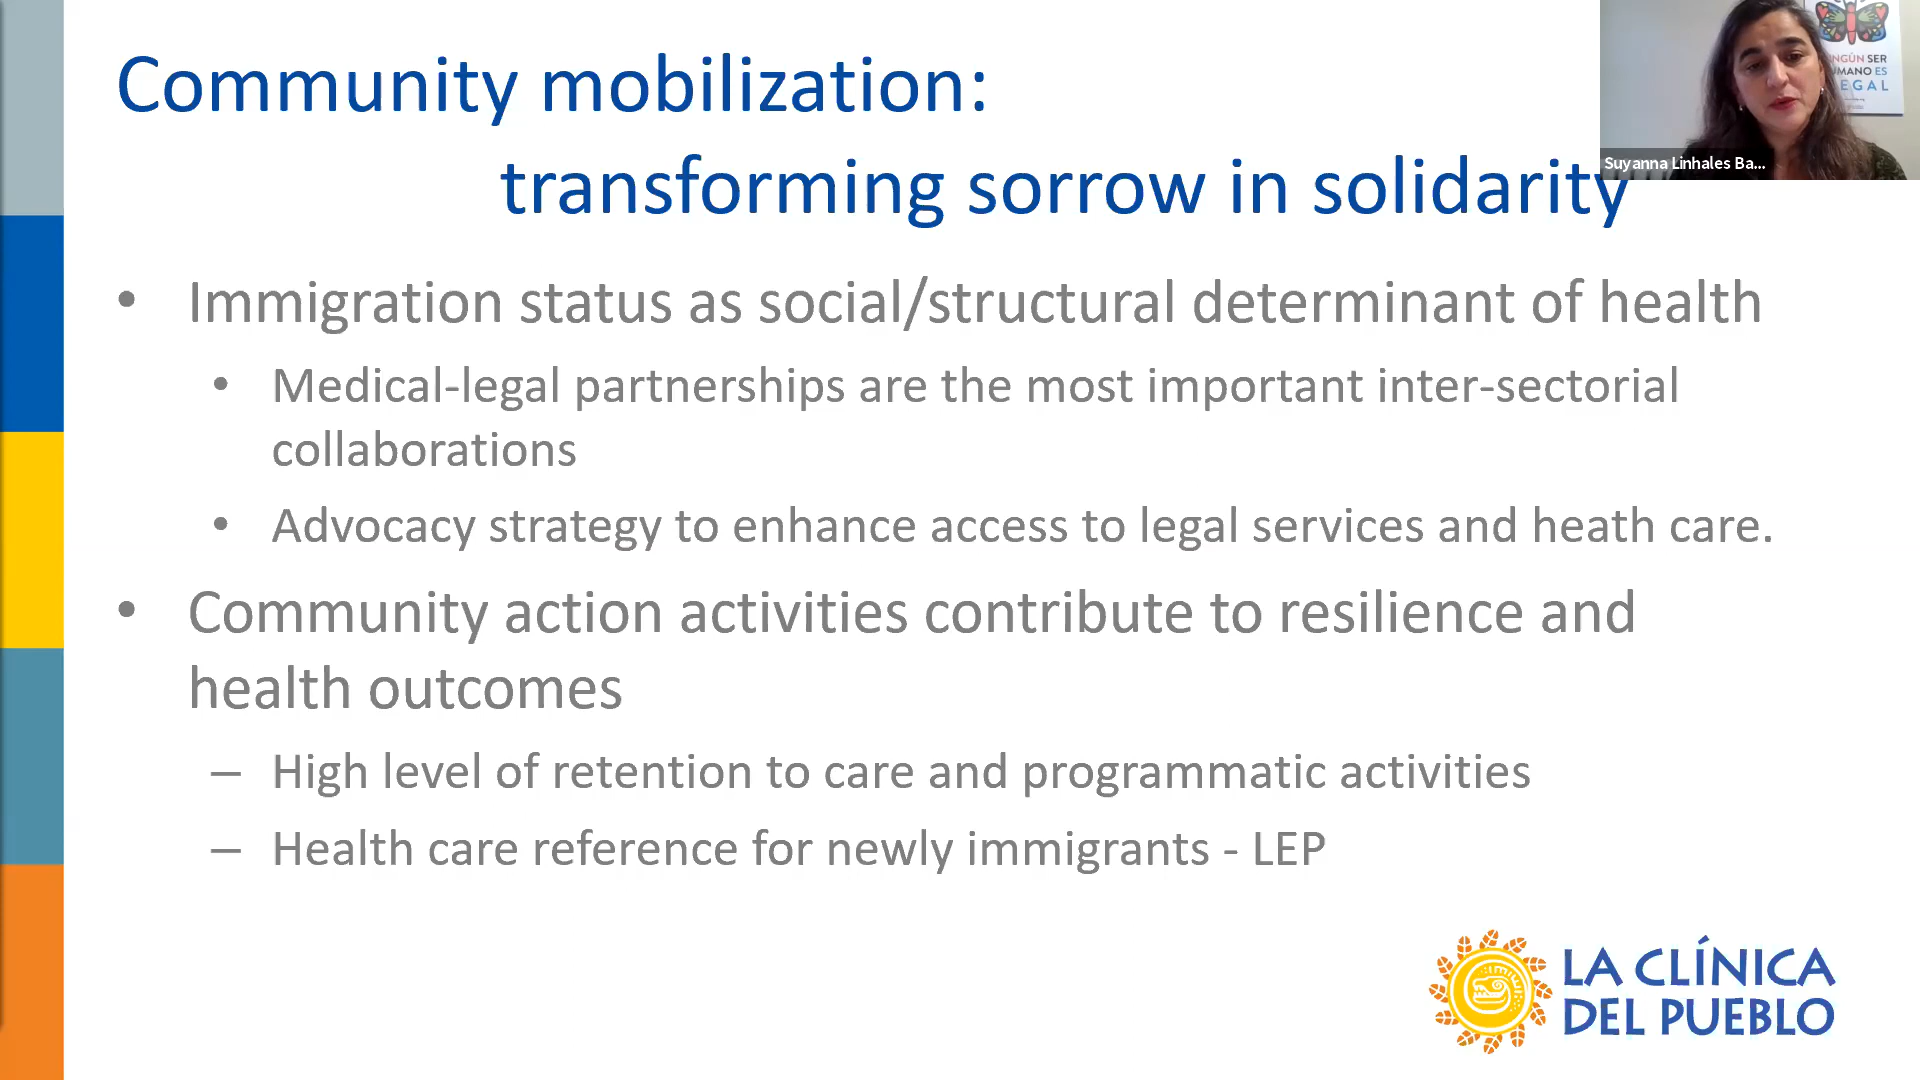 Community mobilization:
transforming sorrow in solidarity
• Immigration status as social/structural determinant of health
• Medical-legal partnerships are the most important inter-sectorial
collaborations
• Advocacy strategy to enhance access to legal services and heath care.
• Community action activities contribute to resilience and
health outcomes
– High level of retention to care and programmatic activities
– Health care reference for newly immigrants - LEP
LA CLÍNICA
DEL PUEBLO
Suyanna Linhales Ba...
SER
ES